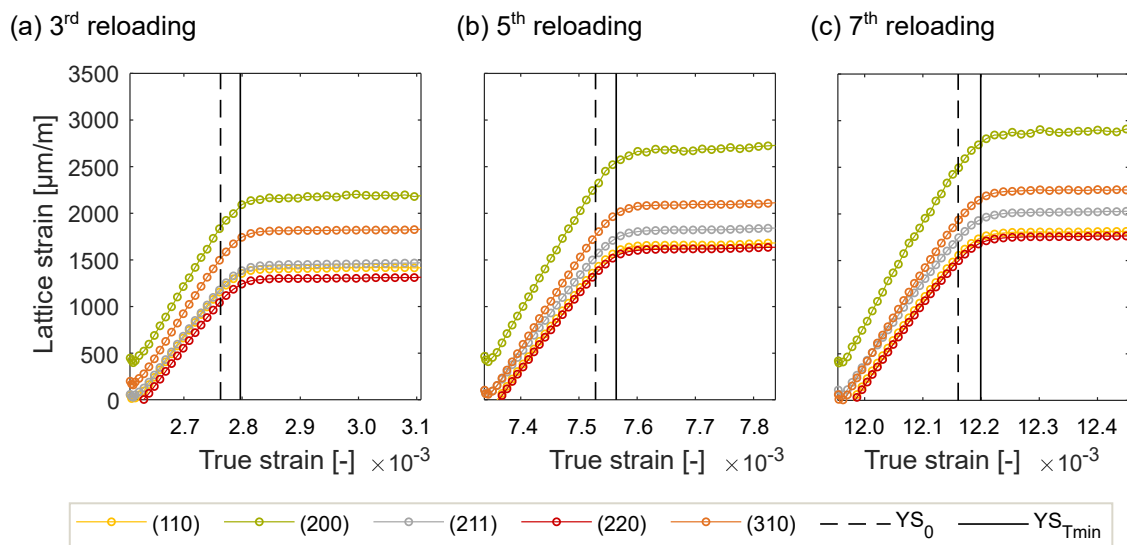 (a) 3rd reloading
(b) 5th reloading
(c) 7th reloading
Lattice strain [µm/m]
3500
3000
2500
2000
1500
1000
500
0
2.7 2.8 2.9 3.0 3.1
7.4 7.5 7.6 7.7 7.8
12.0 12.1 12.2 12.3 12.4
True strain [-] ×10⁻³
True strain [-] ×10⁻³
True strain [-] ×10⁻³
(110) (200) (211) (220) (310) YS0 YSTmin